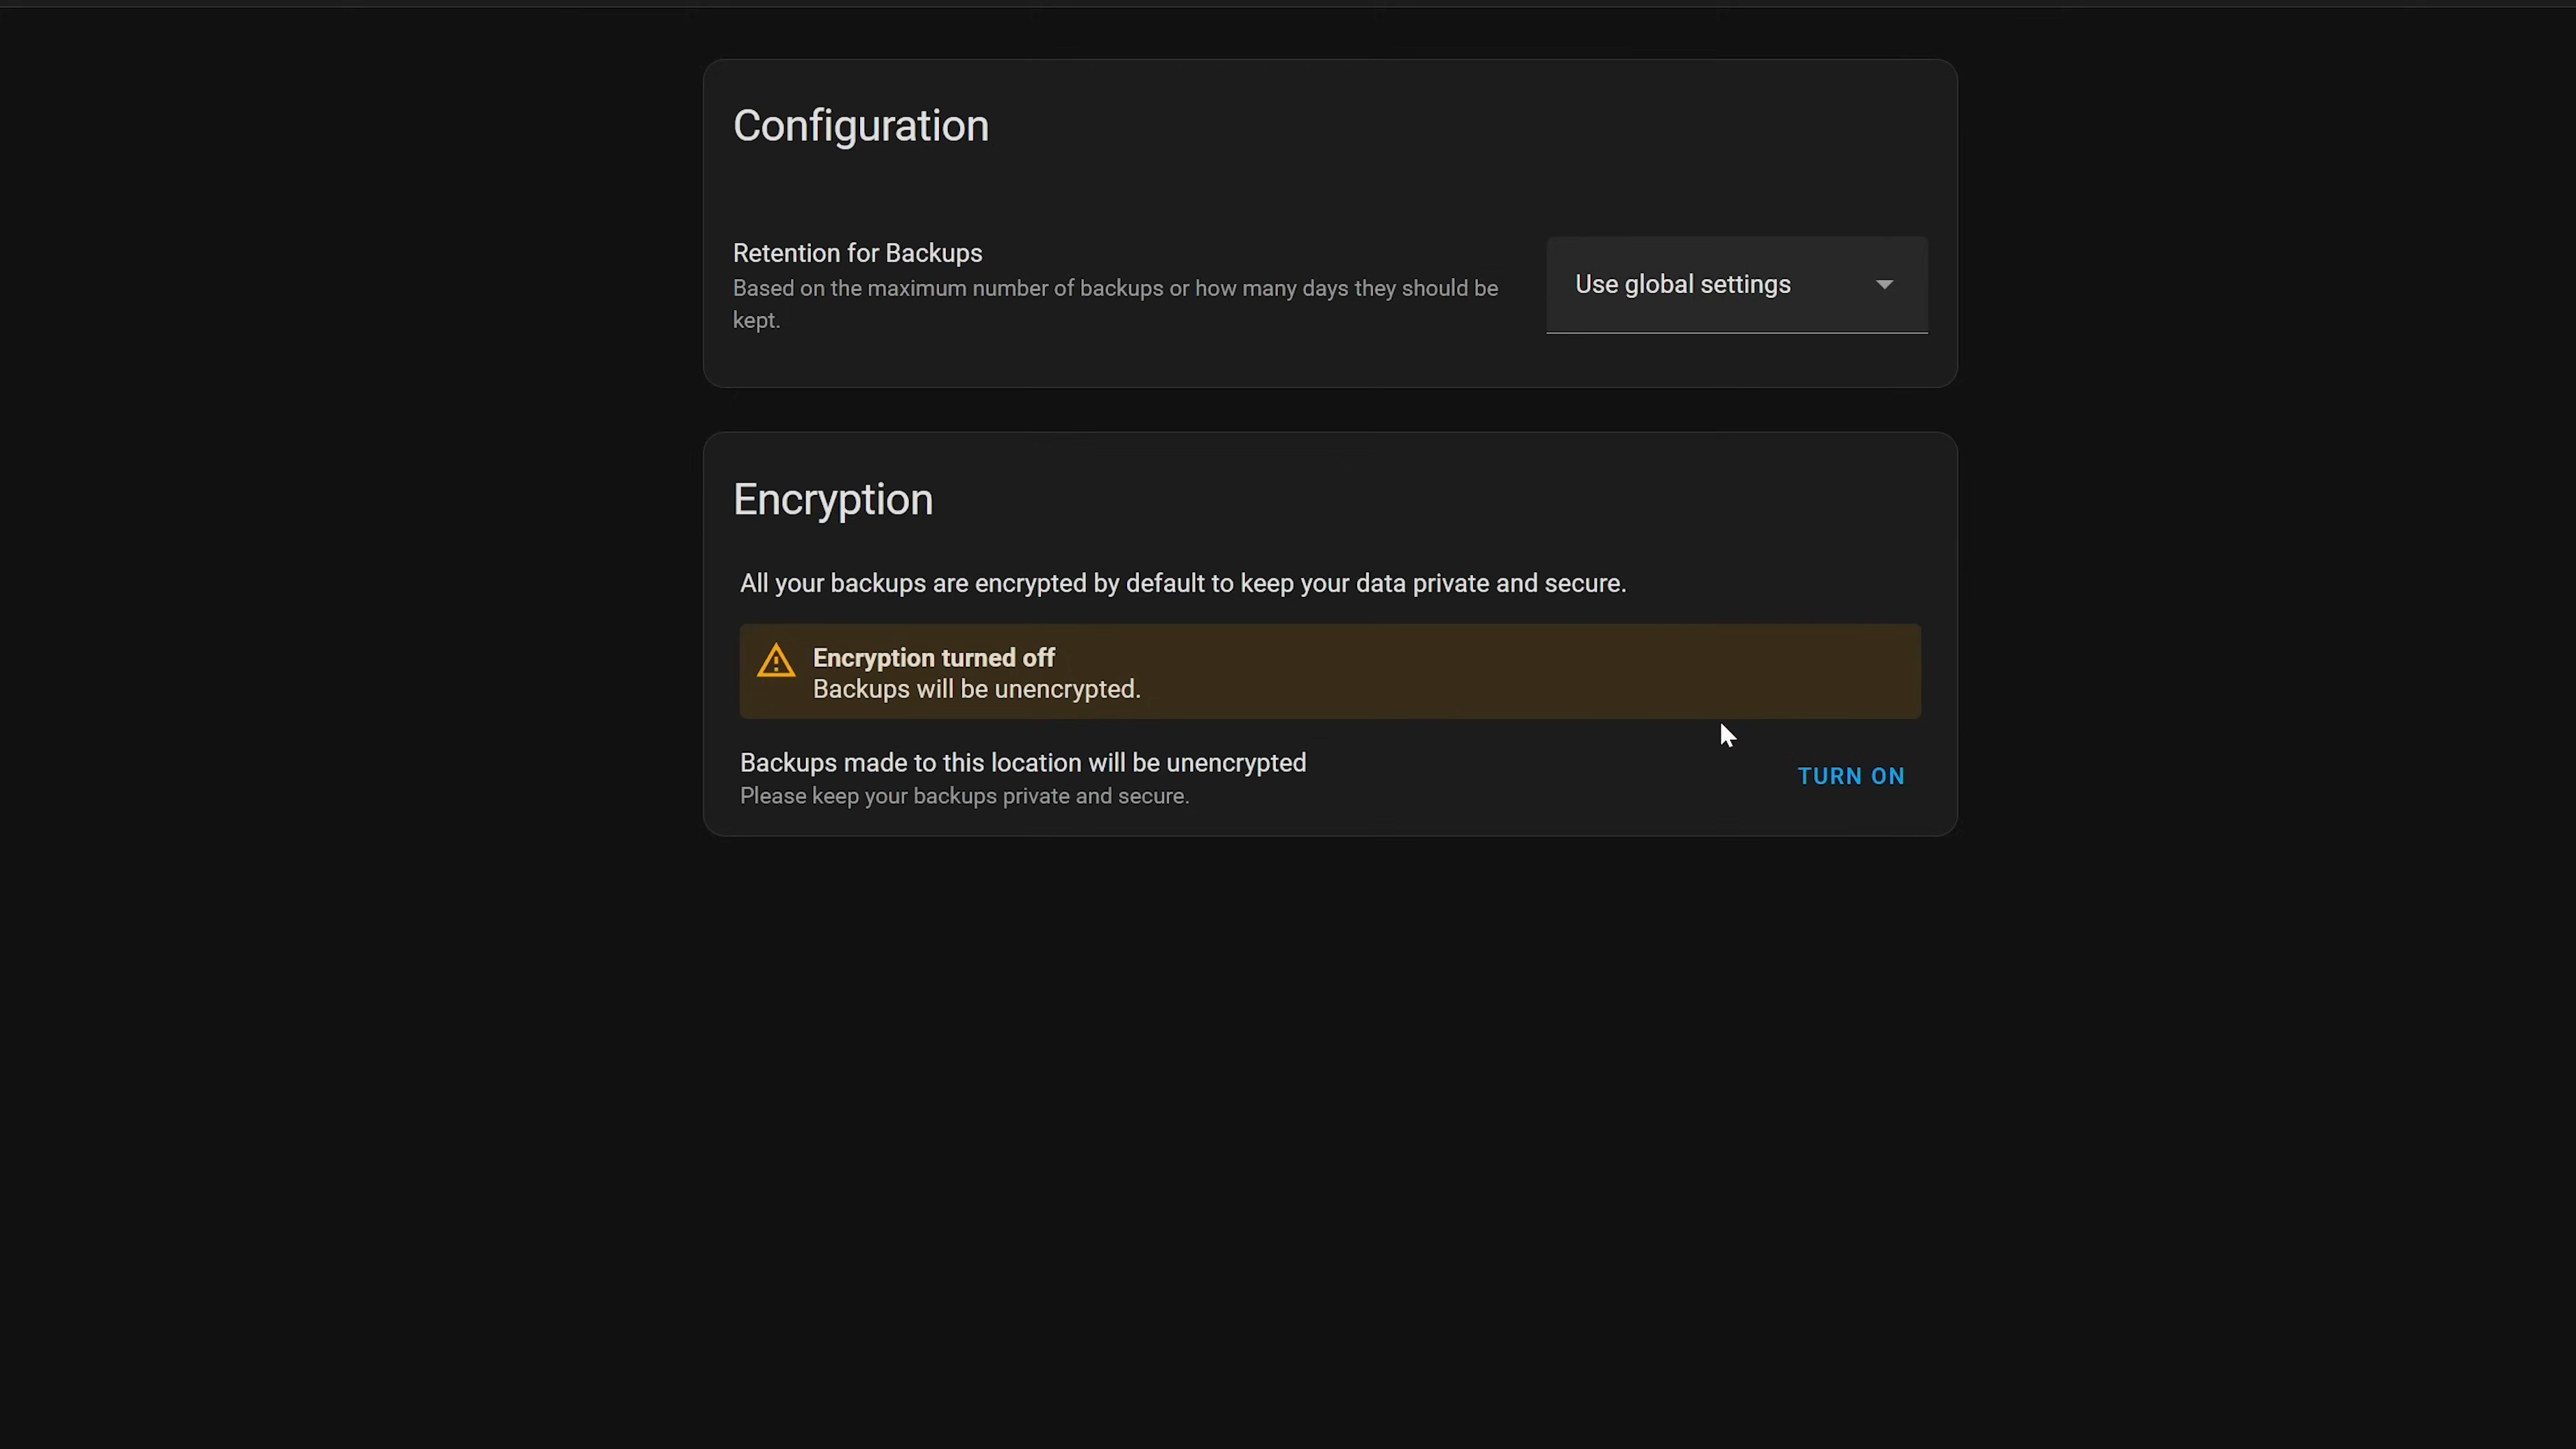 Configuration
Retention for Backups
Based on the maximum number of backups or how many days they should be
kept.
Use global settings
Encryption
All your backups are encrypted by default to keep your data private and secure.
Encryption turned off
Backups will be unencrypted.
Backups made to this location will be unencrypted
Please keep your backups private and secure.
TURN ON